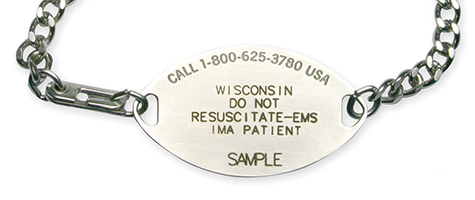 CALL 1-800-625-3780 USA
WISCONSIN
DO NOT
RESUSCITATE-EMS
IMA PATIENT
SAMPLE